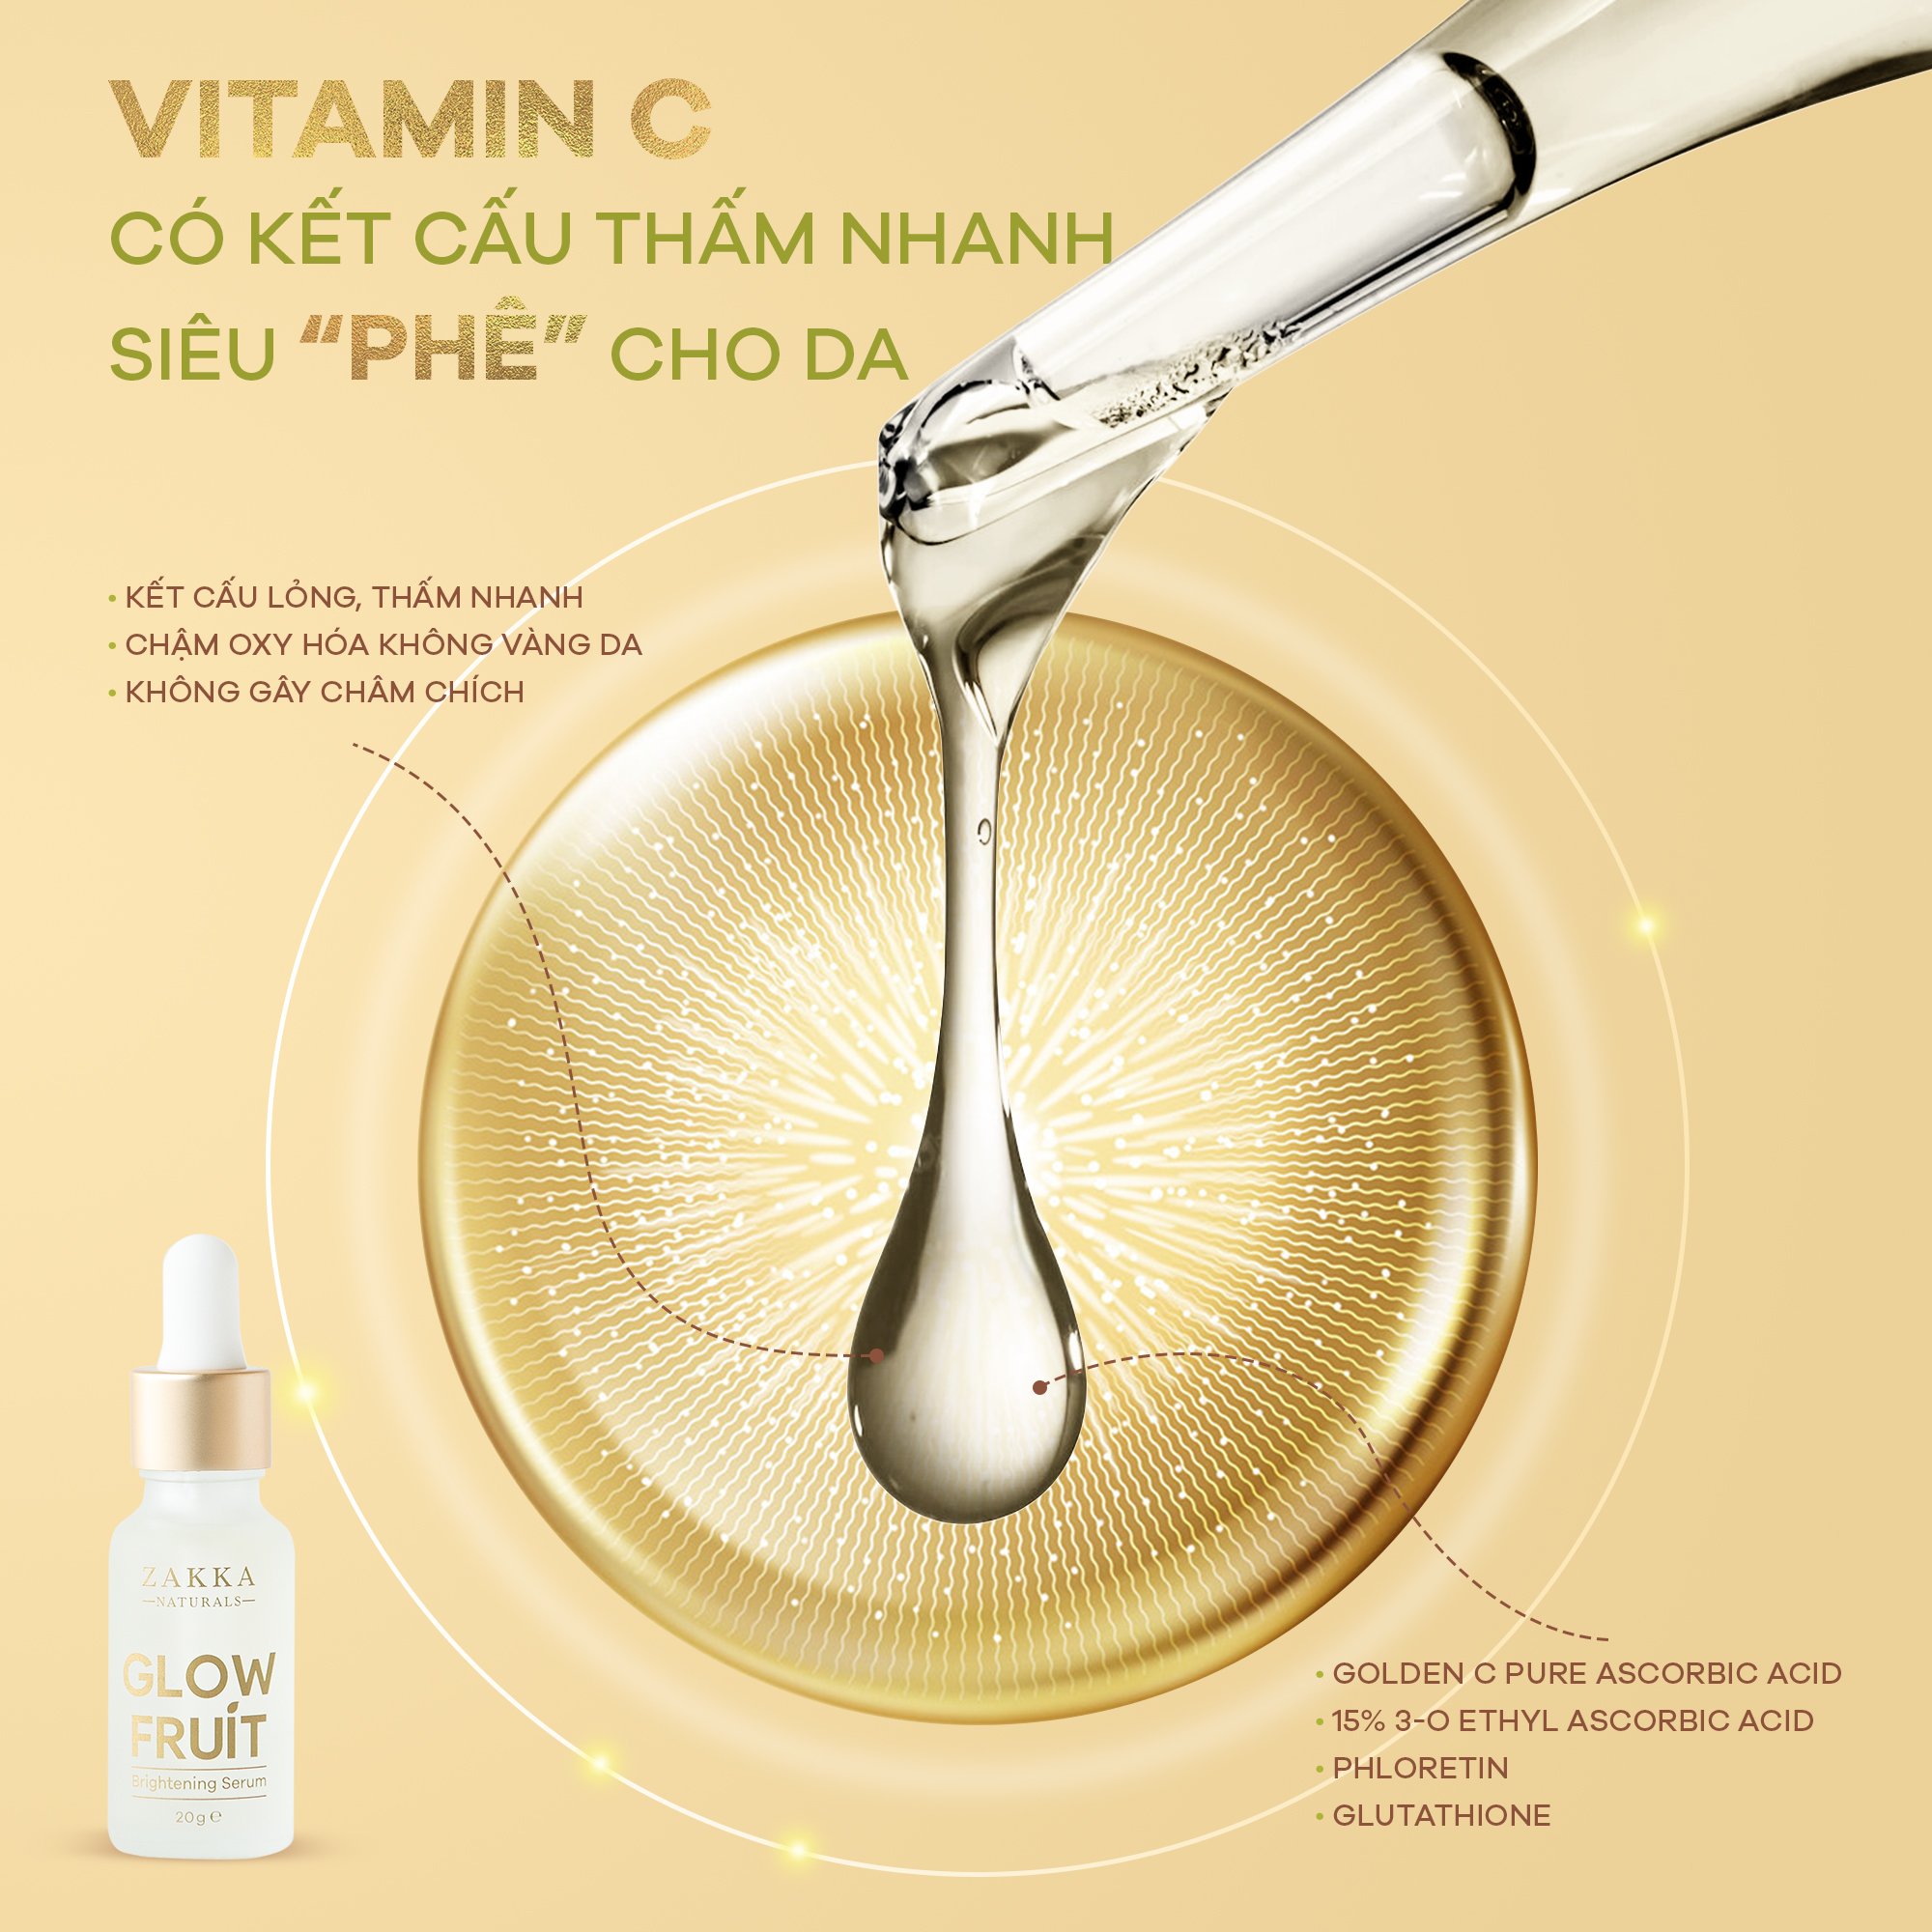 VITAMIN C
CÓ KẾT CẤU THẤM NHANH
SIÊU “PHÊ” CHO DA
• KẾT CẤU LỎNG, THẤM NHANH
• CHẬM OXY HÓA KHÔNG VÀNG DA
• KHÔNG GÂY CHÂM CHÍCH
ZAKKA
—NATURALS—
GLOW
FRUIT
Brightening Serum
20g ℮
• GOLDEN C PURE ASCORBIC ACID
• 15% 3-O ETHYL ASCORBIC ACID
• PHLORETIN
• GLUTATHIONE